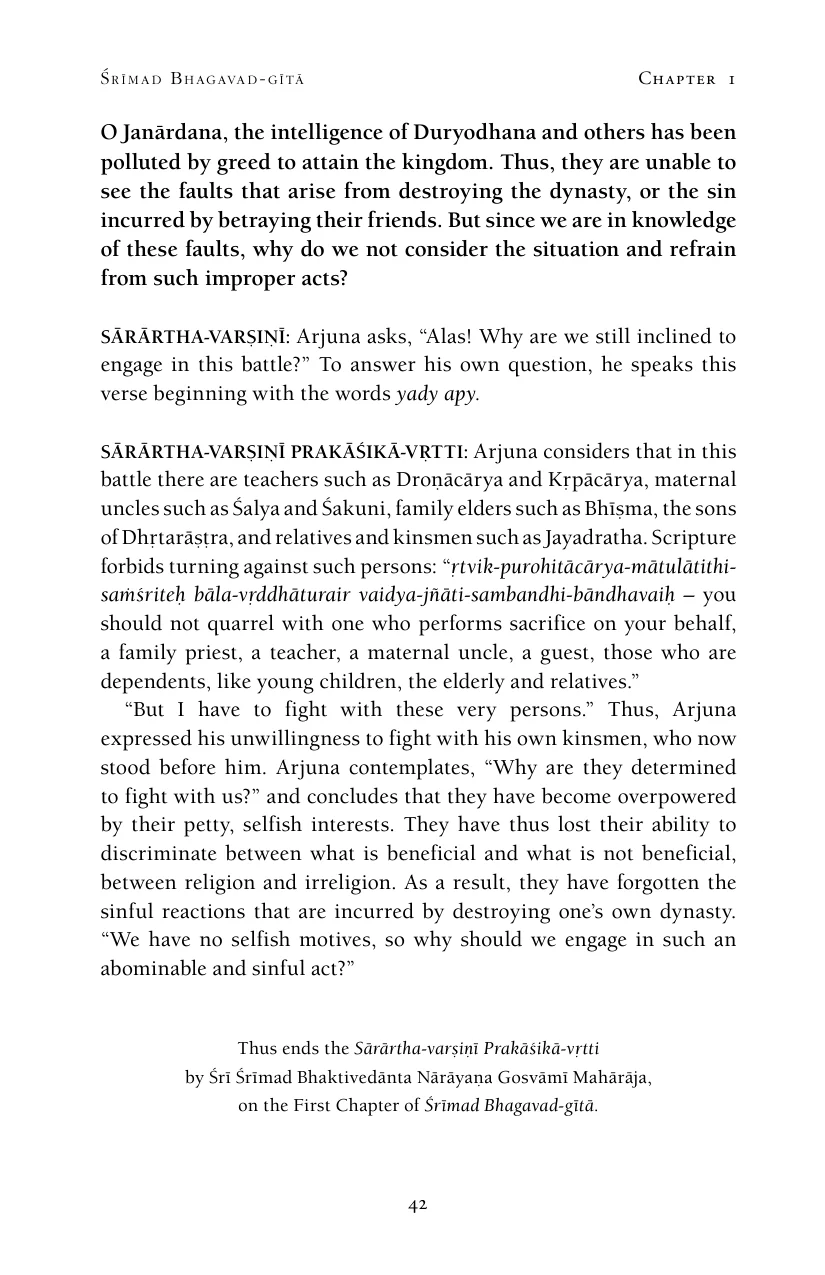 Śrīmad Bhagavad-gītā Chapter 1
O Janārdana, the intelligence of Duryodhana and others has been
polluted by greed to attain the kingdom. Thus, they are unable to
see the faults that arise from destroying the dynasty, or the sin
incurred by betraying their friends. But since we are in knowledge
of these faults, why do we not consider the situation and refrain
from such improper acts?
SĀRĀRTHA-VARṢIṆĪ: Arjuna asks, “Alas! Why are we still inclined to
engage in this battle?” To answer his own question, he speaks this
verse beginning with the words yady apy.
SĀRĀRTHA-VARṢIṆĪ PRAKĀŚIKĀ-VṚTTI: Arjuna considers that in this
battle there are teachers such as Droṇācārya and Kṛpācārya, maternal
uncles such as Śalya and Śakuni, family elders such as Bhīṣma, the sons
of Dhṛtarāṣṭra, and relatives and kinsmen such as Jayadratha. Scripture
forbids turning against such persons: “ṛtvik-purohitācārya-mātulātithi-
saṁśriteḥ bāla-vṛddhāturair vaidya-jñāti-sambandhi-bāndhavaiḥ – you
should not quarrel with one who performs sacrifice on your behalf,
a family priest, a teacher, a maternal uncle, a guest, those who are
dependents, like young children, the elderly and relatives.”
“But I have to fight with these very persons.” Thus, Arjuna
expressed his unwillingness to fight with his own kinsmen, who now
stood before him. Arjuna contemplates, “Why are they determined
to fight with us?” and concludes that they have become overpowered
by their petty, selfish interests. They have thus lost their ability to
discriminate between what is beneficial and what is not beneficial,
between religion and irreligion. As a result, they have forgotten the
sinful reactions that are incurred by destroying one’s own dynasty.
“We have no selfish motives, so why should we engage in such an
abominable and sinful act?”
Thus ends the Sārārtha-varṣiṇī Prakāśikā-vṛtti
by Śrī Śrīmad Bhaktivedānta Nārāyaṇa Gosvāmī Mahārāja,
on the First Chapter of Śrīmad Bhagavad-gītā.
42